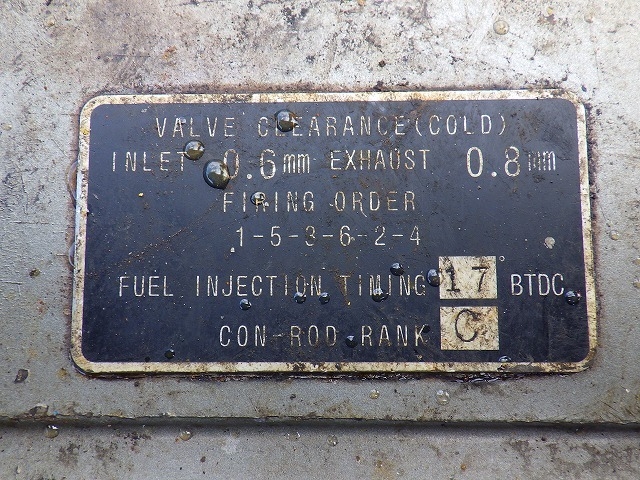 VALVE CLEARANCE (COLD)
INLET 0.6mm EXHAUST 0.8mm
FIRING ORDER
1-5-3-6-2-4
FUEL INJECTION TIMING 17° BTDC
CON-ROD RANK C